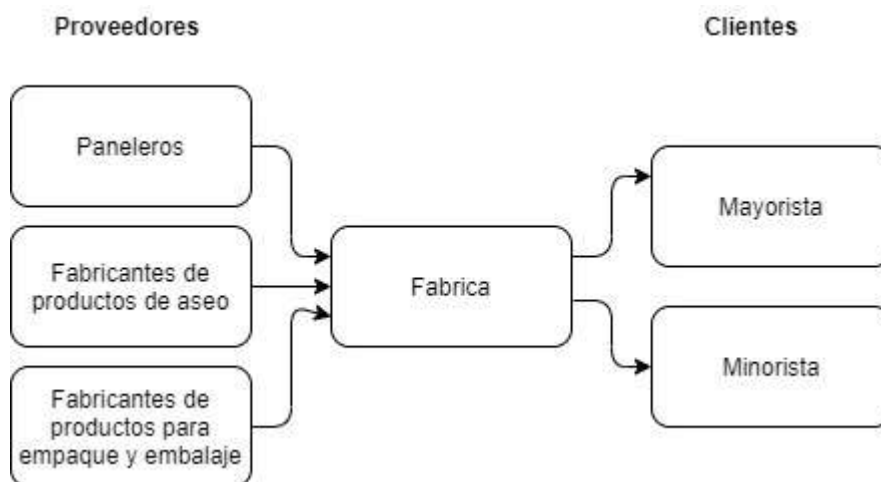 Proveedores
Clientes
Paneleros
Fabricantes de
productos de aseo
Fabricantes de
productos para
empaque y embalaje
Fabrica
Mayorista
Minorista